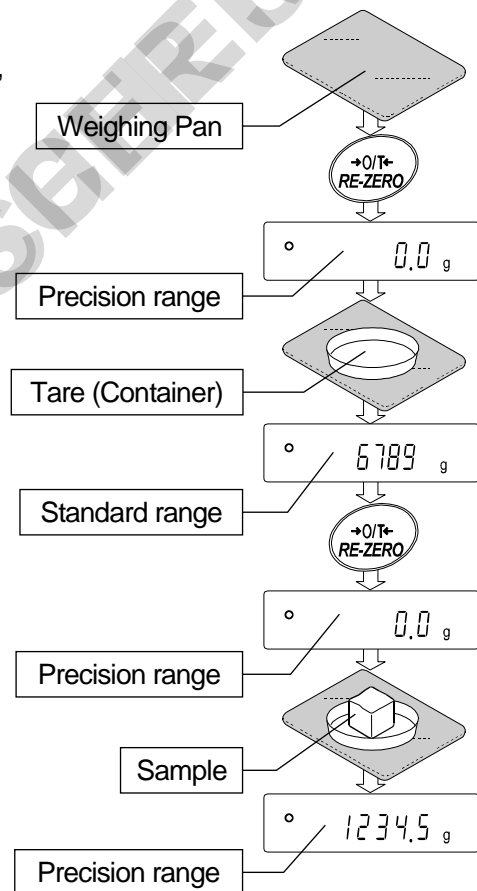 Weighing Pan
→0/T←
RE-ZERO
0.0 g
Precision range
Tare (Container)
6789 g
Standard range
→0/T←
RE-ZERO
0.0 g
Precision range
Sample
1234.5 g
Precision range